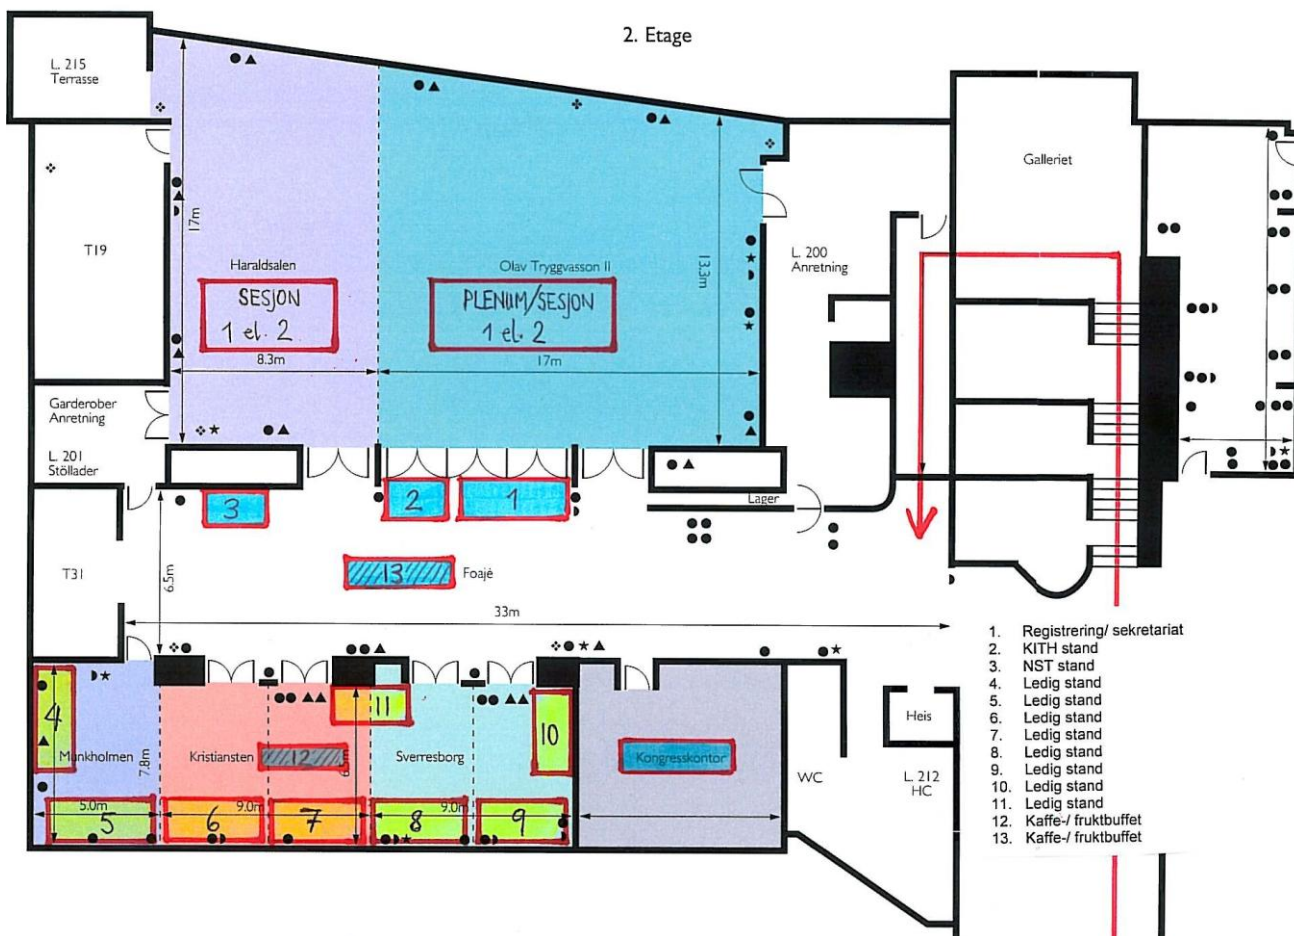 2. Etage
L. 215
Terrasse
Galleriet
T19
17m
Haraldsalen
SESJON
1 el. 2
8.3m
Olav Tryggvasson II
PLENUM/SESJON
1 el. 2
17m
13.3m
L. 200
Anretning
Garderober
Anretning
L. 201
Stöllader
3
2
1
Lager
T31
6.5m
13
Foajé
33m
1. Registrering/ sekretariat
2. KITH stand
3. NST stand
4. Ledig stand
5. Ledig stand
6. Ledig stand
7. Ledig stand
8. Ledig stand
9. Ledig stand
10. Ledig stand
11. Ledig stand
12. Kaffe-/ fruktbuffet
13. Kaffe-/ fruktbuffet
4
Munkholmen
7.8m
Kristiansten
12
11
Sverresborg
10
Kongresskontor
WC
Heis
L. 212
HC
5.0m
5
6
9.0m
7
8
9.0m
9